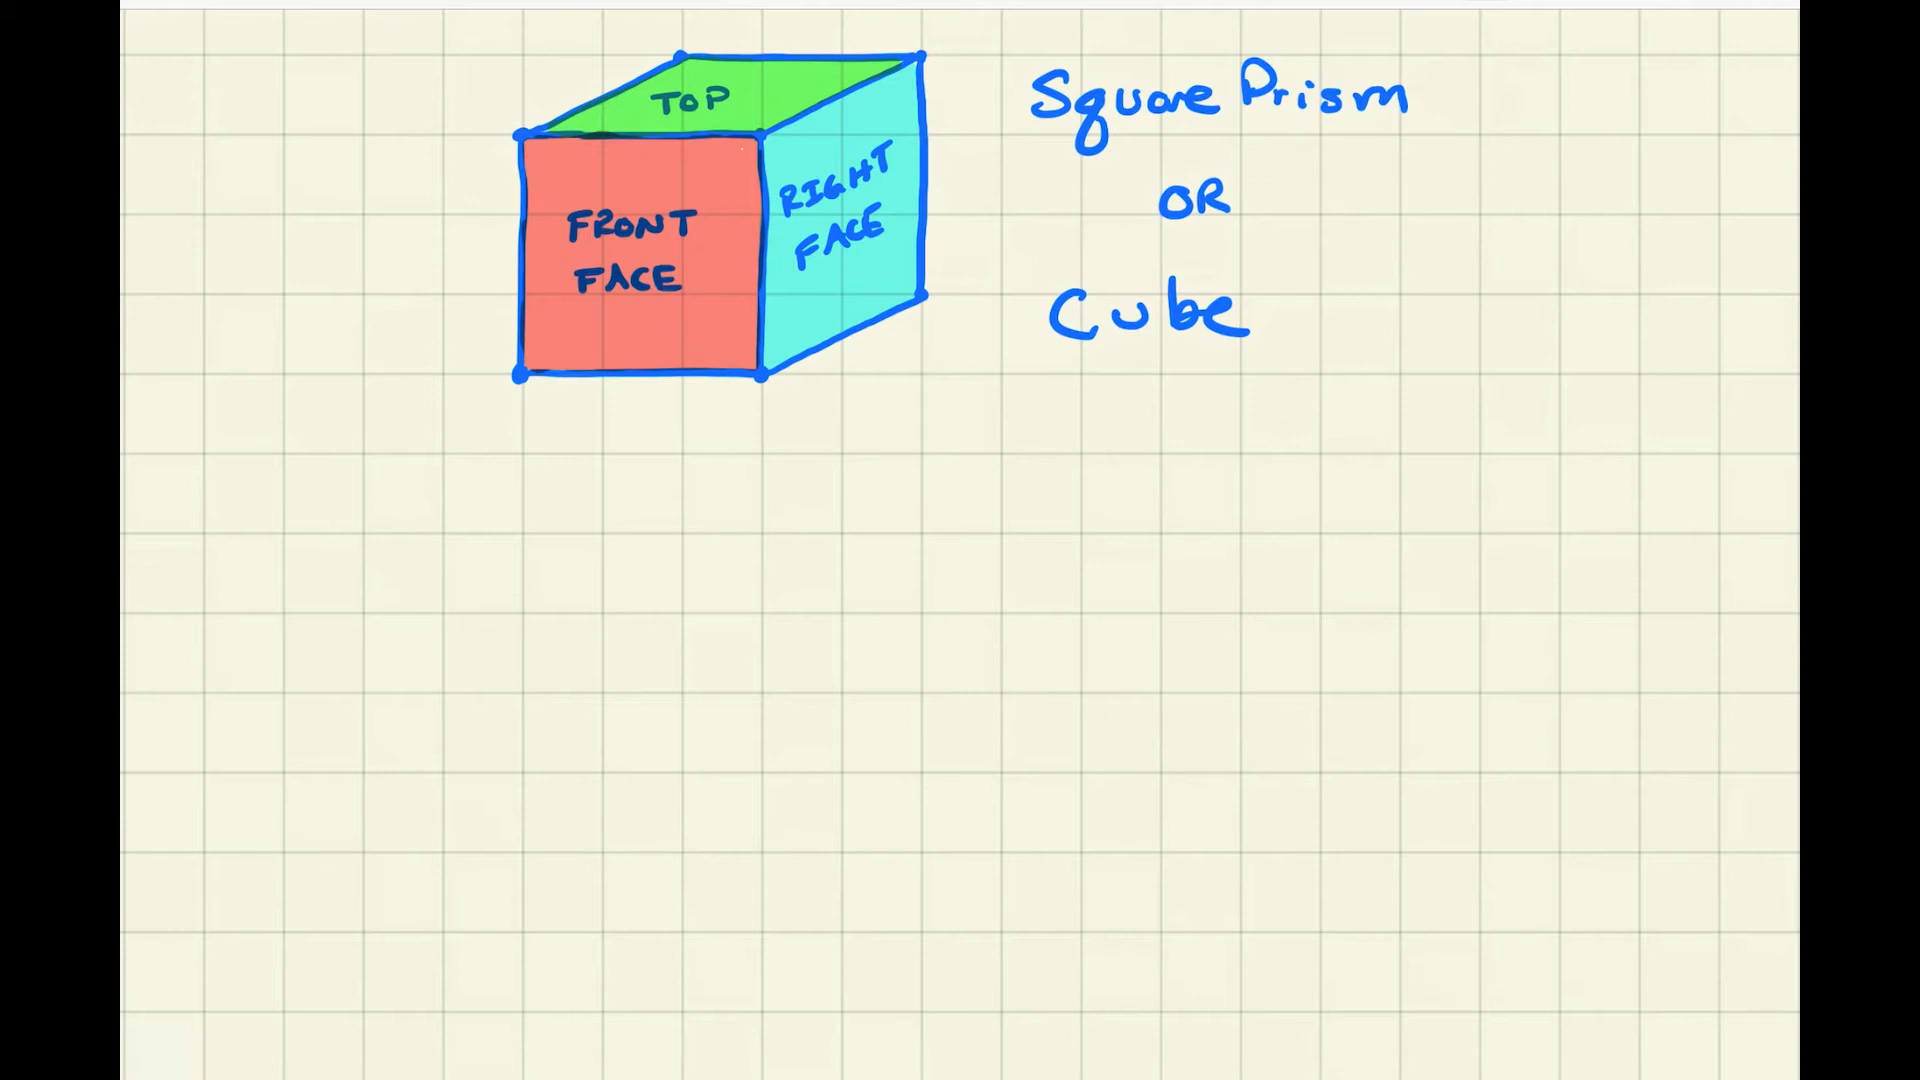 TOP
FRONT
FACE
RIGHT
FACE
Square Prism
OR
Cube